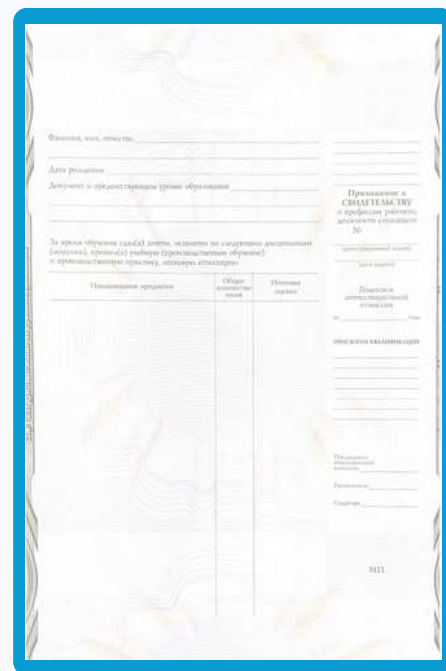 Фамилия, имя, отчество
Дата рождения
Документ о предшествующем уровне образования
За время обучения сдал(а) зачеты, экзамены по следующим дисциплинам
(модулям), прошел(а) учебную (производственное обучение)
и производственную практику, итоговую аттестацию
Наименование предметов
Общее
количество
часов
Итоговая
оценка
Приложение к
СВИДЕТЕЛЬСТВУ
о профессии рабочего,
должности служащего
№
(регистрационный номер)
(дата выдачи)
Решением
аттестационной
комиссии
от
года
ПРИСВОЕНА КВАЛИФИКАЦИЯ
Председатель
аттестационной
комиссии
Руководитель
Секретарь
М.П.